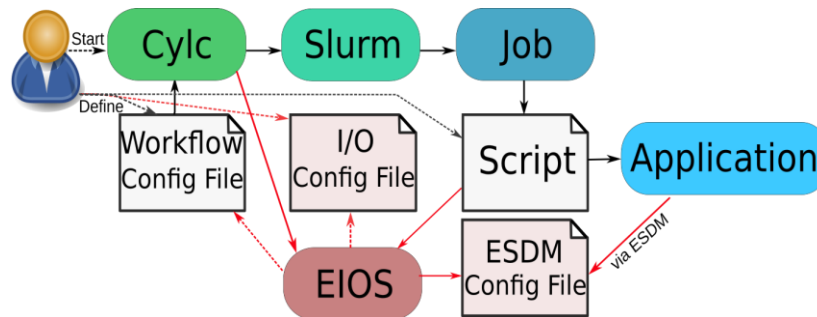 Start
Cylc
Slurm
Job
Define
Workflow
Config File
I/O
Config File
Script
Application
EIOS
ESDM
Config File
via ESDM